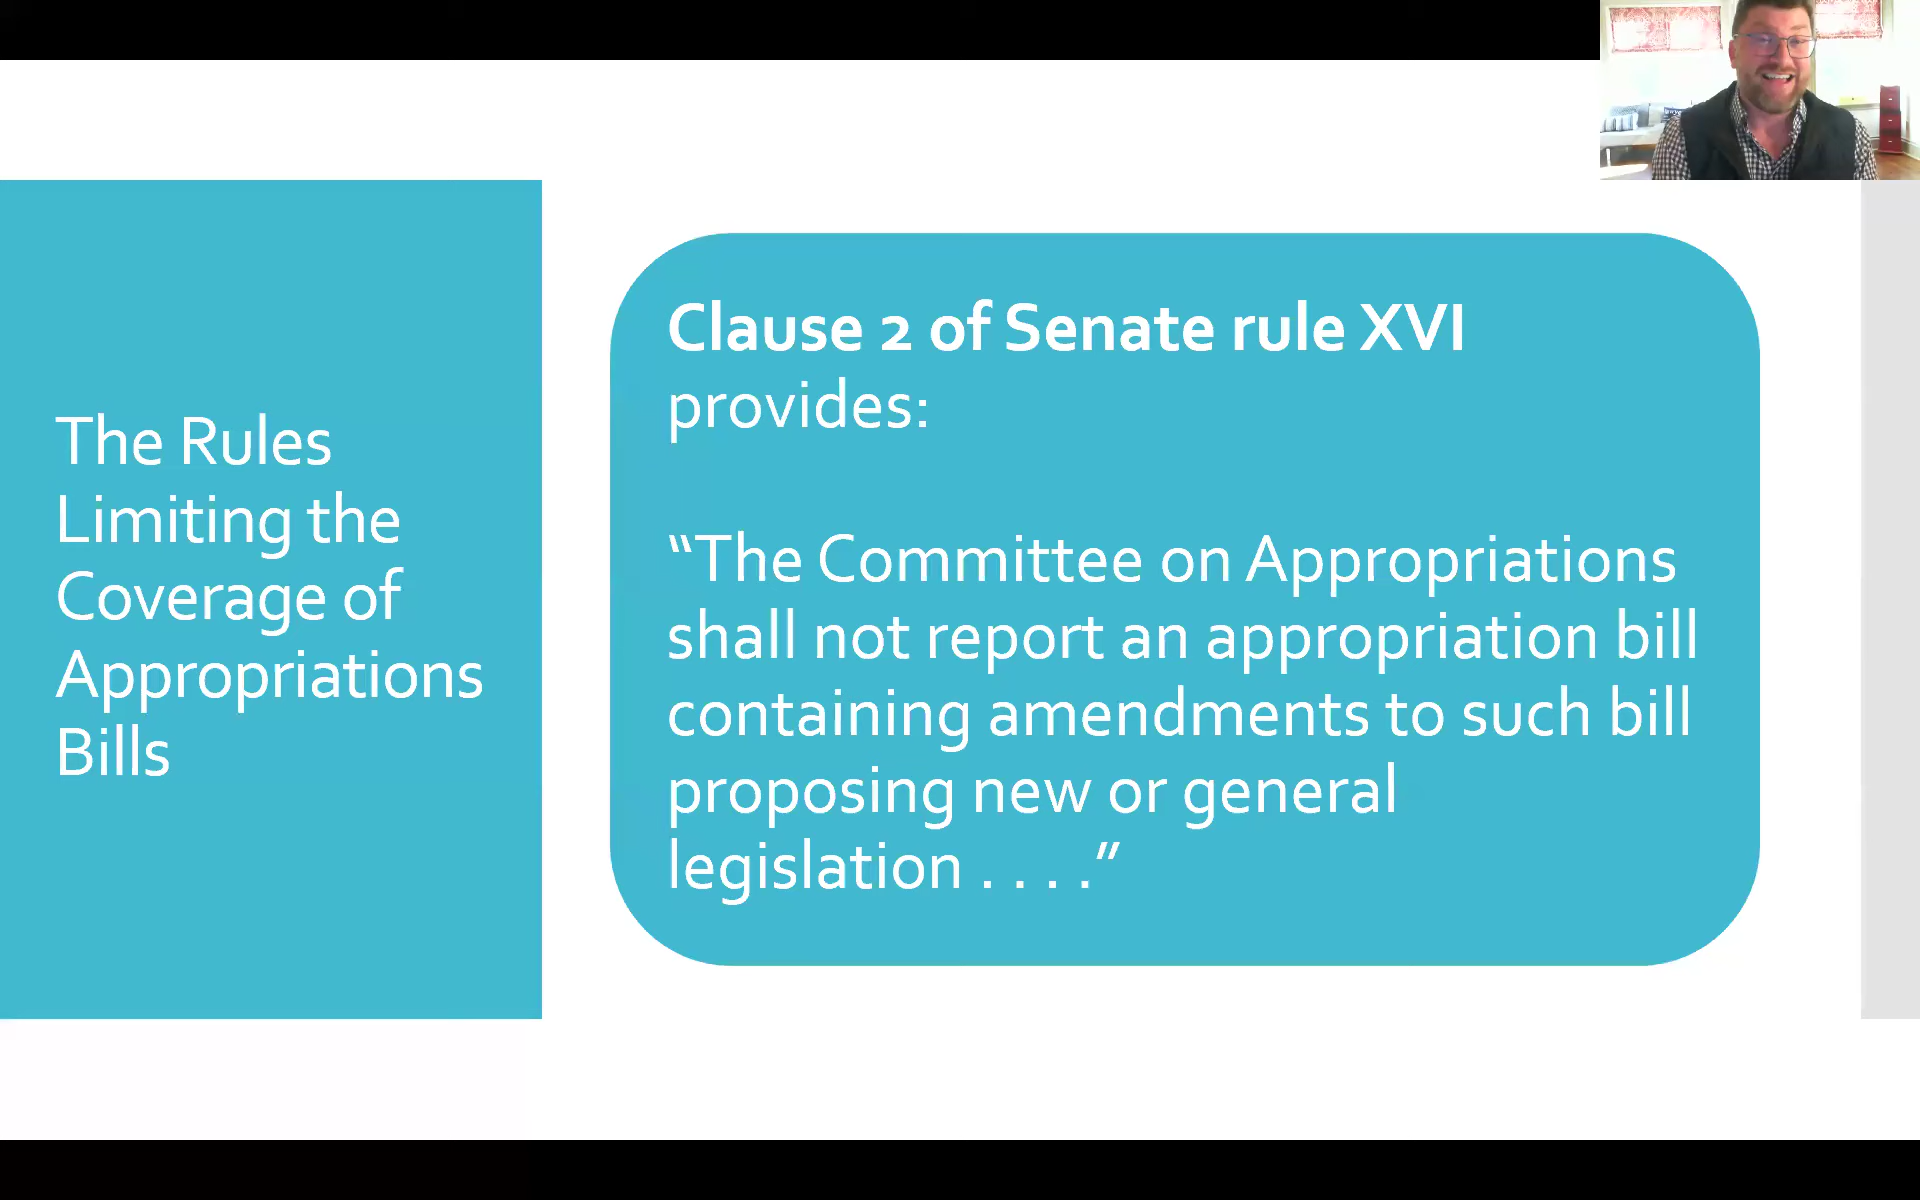 The Rules
Limiting the
Coverage of
Appropriations
Bills
Clause 2 of Senate rule XVI
provides:
“The Committee on Appropriations
shall not report an appropriation bill
containing amendments to such bill
proposing new or general
legislation . . . .”